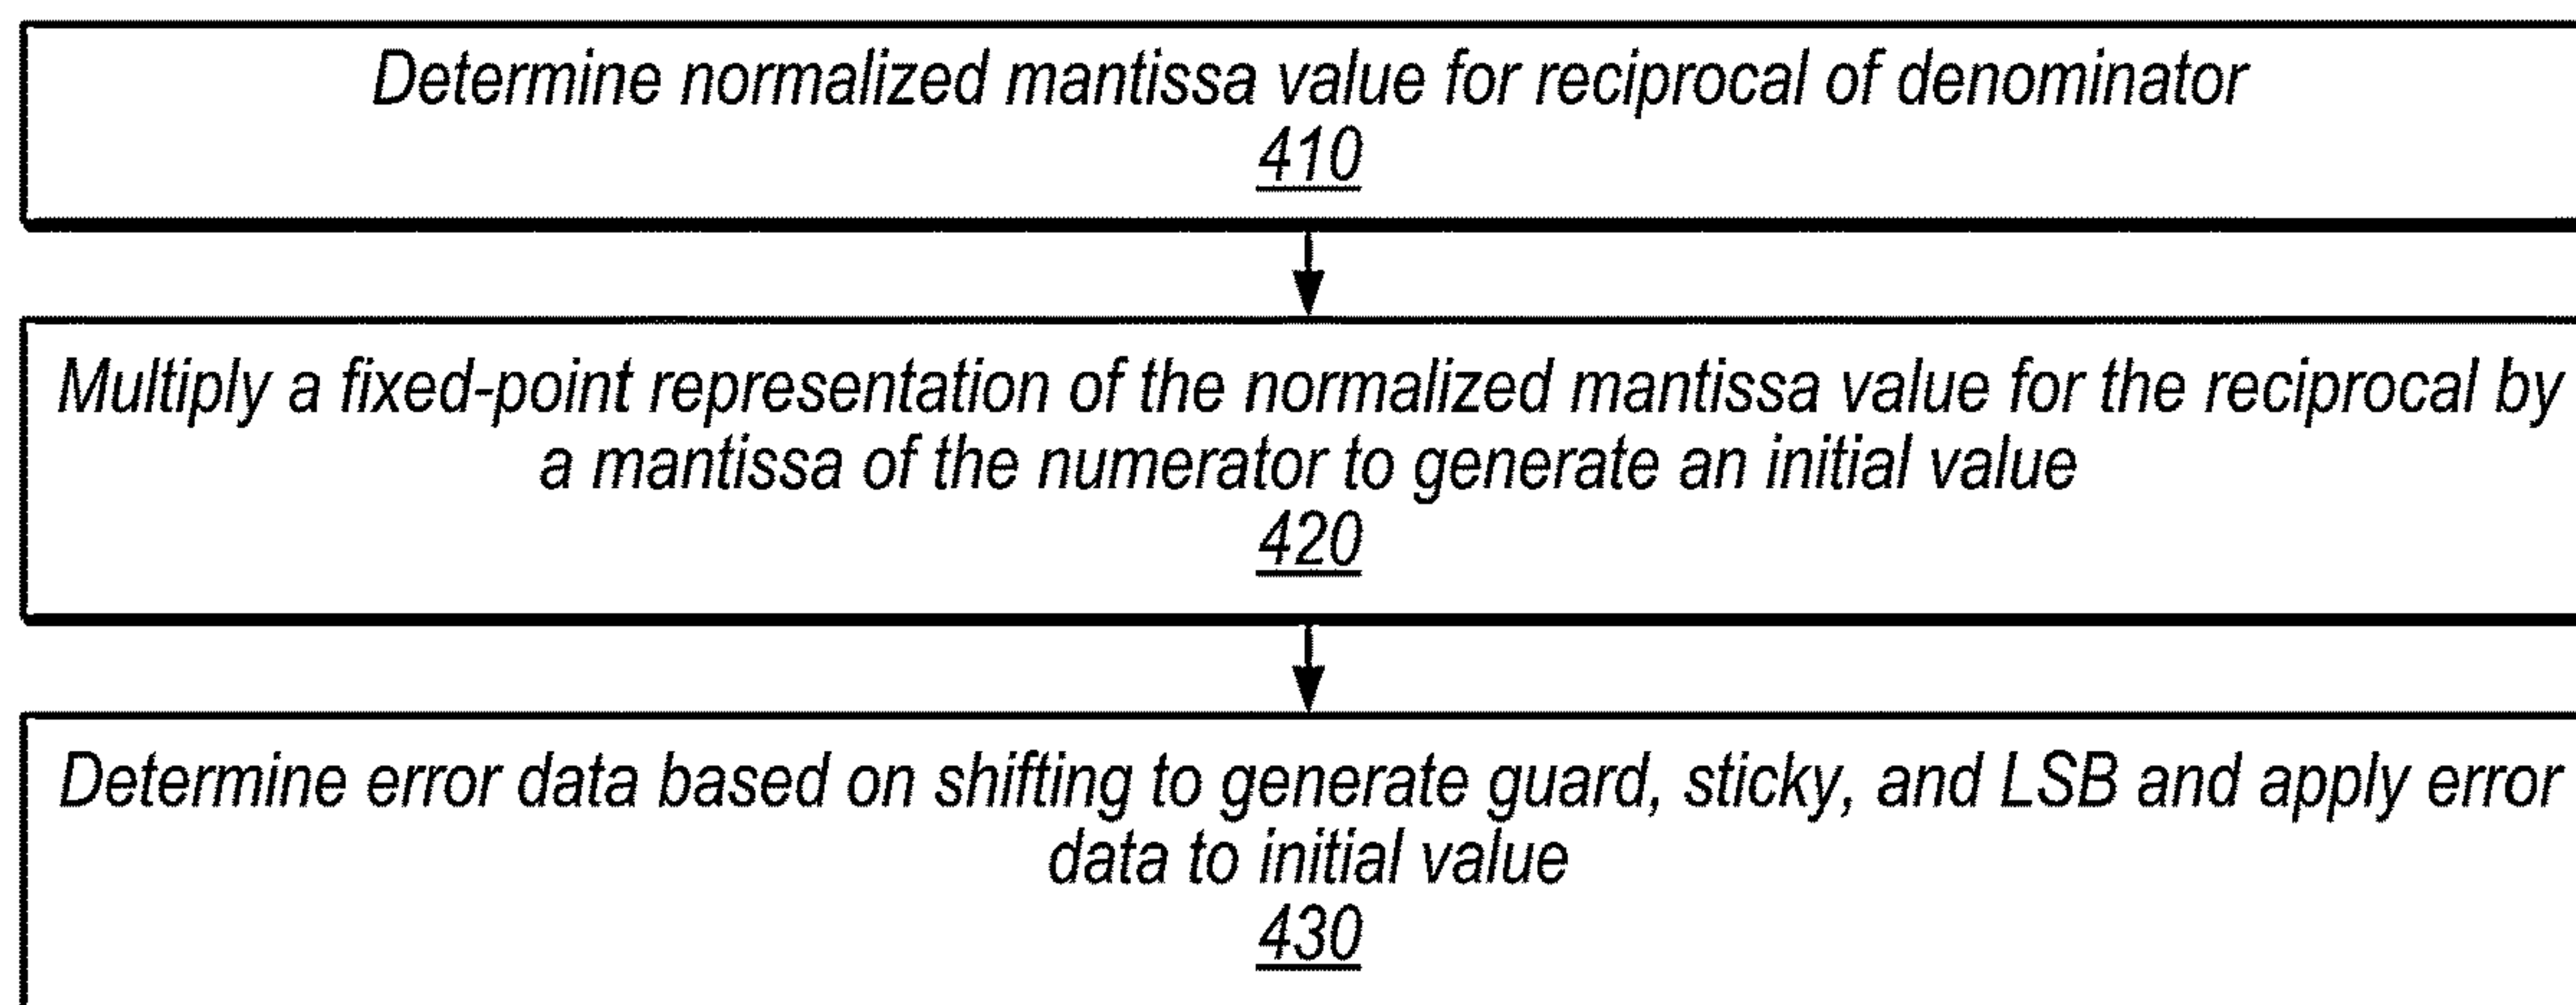 Determine normalized mantissa value for reciprocal of denominator
410
Multiply a fixed-point representation of the normalized mantissa value for the reciprocal by
a mantissa of the numerator to generate an initial value
420
Determine error data based on shifting to generate guard, sticky, and LSB and apply error
data to initial value
430